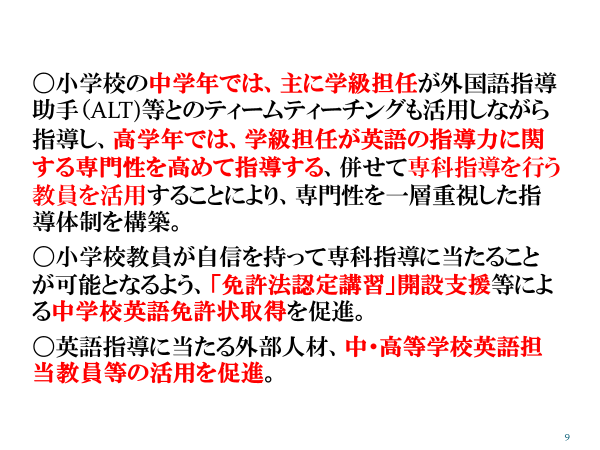 ○小学校の中学年では、主に学級担任が外国語指導
助手（ALT)等とのティームティーチングも活用しながら
指導し、高学年では、学級担任が英語の指導力に関
する専門性を高めて指導する、併せて専科指導を行う
教員を活用することにより、専門性を一層重視した指
導体制を構築。
○小学校教員が自信を持って専科指導に当たること
が可能となるよう、「免許法認定講習」開設支援等によ
る中学校英語免許状取得を促進。
○英語指導に当たる外部人材、中・高等学校英語担
当教員等の活用を促進。
9